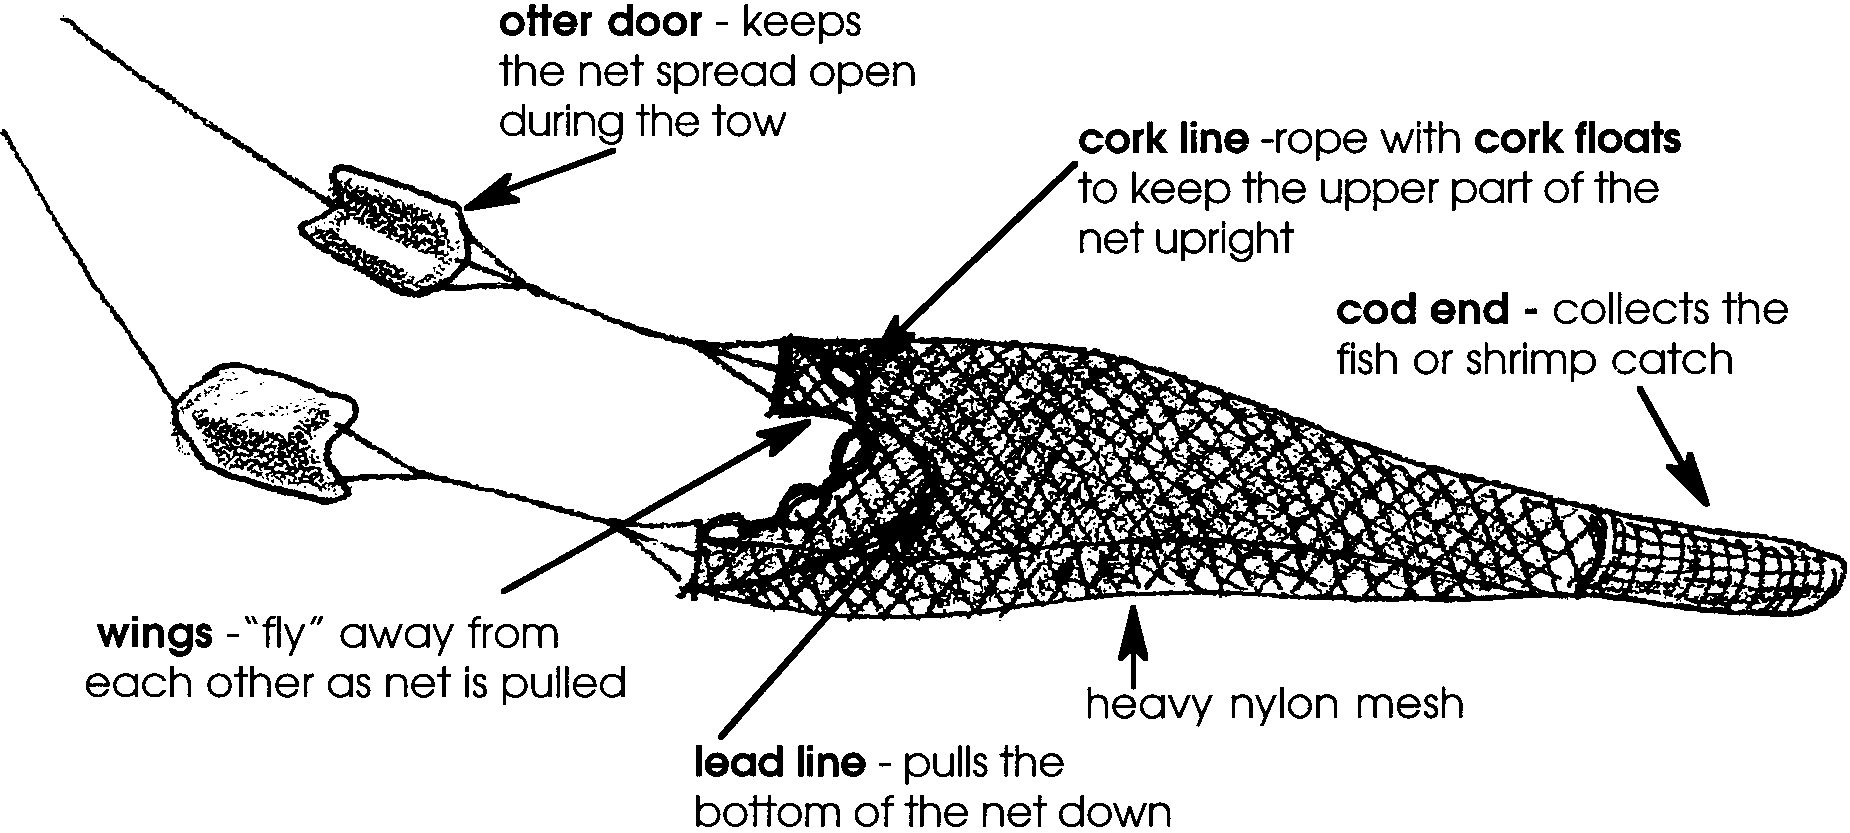 otter door - keeps
the net spread open
during the tow
cork line -rope with cork floats
to keep the upper part of the
net upright
cod end - collects the
fish or shrimp catch
wings -“fly” away from
each other as net is pulled
heavy nylon mesh
lead line - pulls the
bottom of the net down